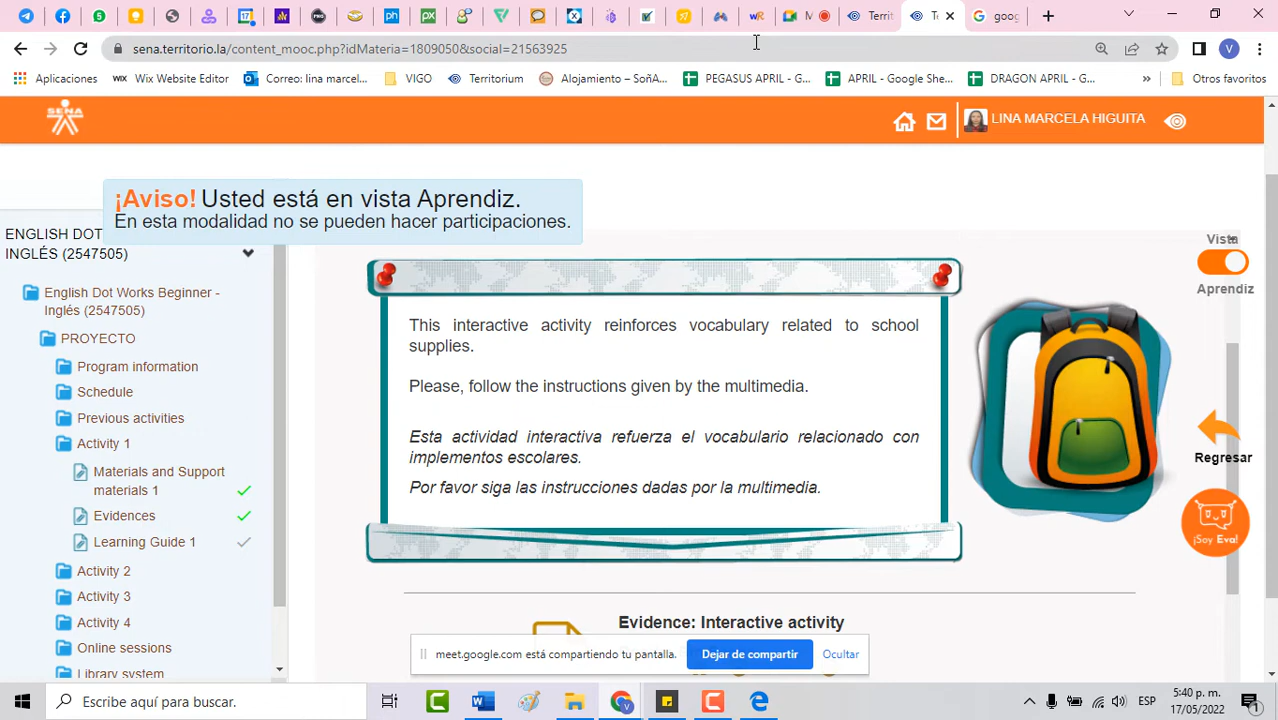 M
Territ
Te
goog
sena.territorio.la/content_mooc.php?idMateria=1809050&social=21563925
Aplicaciones
WIX Wix Website Editor
Correo: lina marcel...
VIGO
Territorium
Alojamiento – SoñA...
PEGASUS APRIL - G...
APRIL - Google She...
DRAGON APRIL - G...
»
Otros favoritos
SENA
LINA MARCELA HIGUITA
¡Aviso! Usted está en vista Aprendiz.
En esta modalidad no se pueden hacer participaciones.
ENGLISH DOT
INGLÉS (2547505)
English Dot Works Beginner -
Inglés (2547505)
PROYECTO
Program information
Schedule
Previous activities
Activity 1
Materials and Support
materials 1
Evidences
Learning Guide 1
Activity 2
Activity 3
Activity 4
Online sessions
Library system
This interactive activity reinforces vocabulary related to school
supplies.
Please, follow the instructions given by the multimedia.
Esta actividad interactiva refuerza el vocabulario relacionado con
implementos escolares.
Por favor siga las instrucciones dadas por la multimedia.
Evidence: Interactive activity
Vista
Aprendiz
Regresar
¡Soy Eva!
meet.google.com está compartiendo tu pantalla.
Dejar de compartir
Ocultar
Escribe aquí para buscar.
ESP
5:40 p. m.
17/05/2022